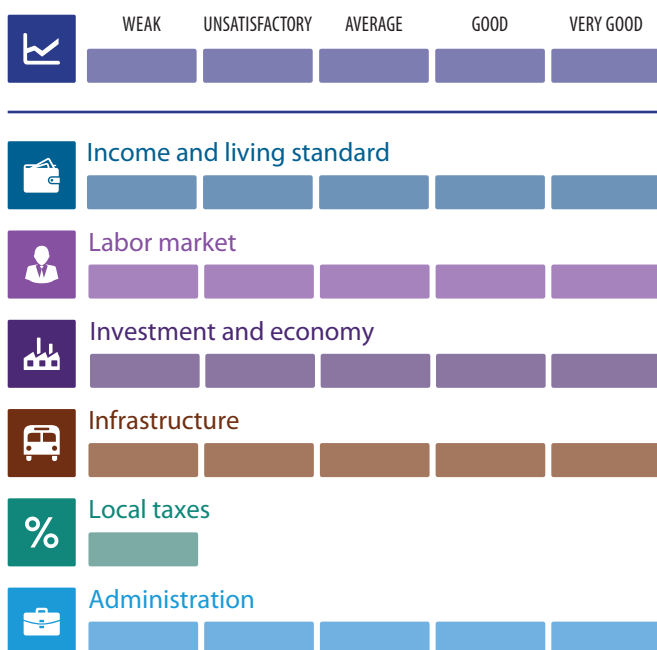 WEAK UNSATISFACTORY AVERAGE GOOD VERY GOOD
Income and living standard
Labor market
Investment and economy
Infrastructure
%
Local taxes
Administration